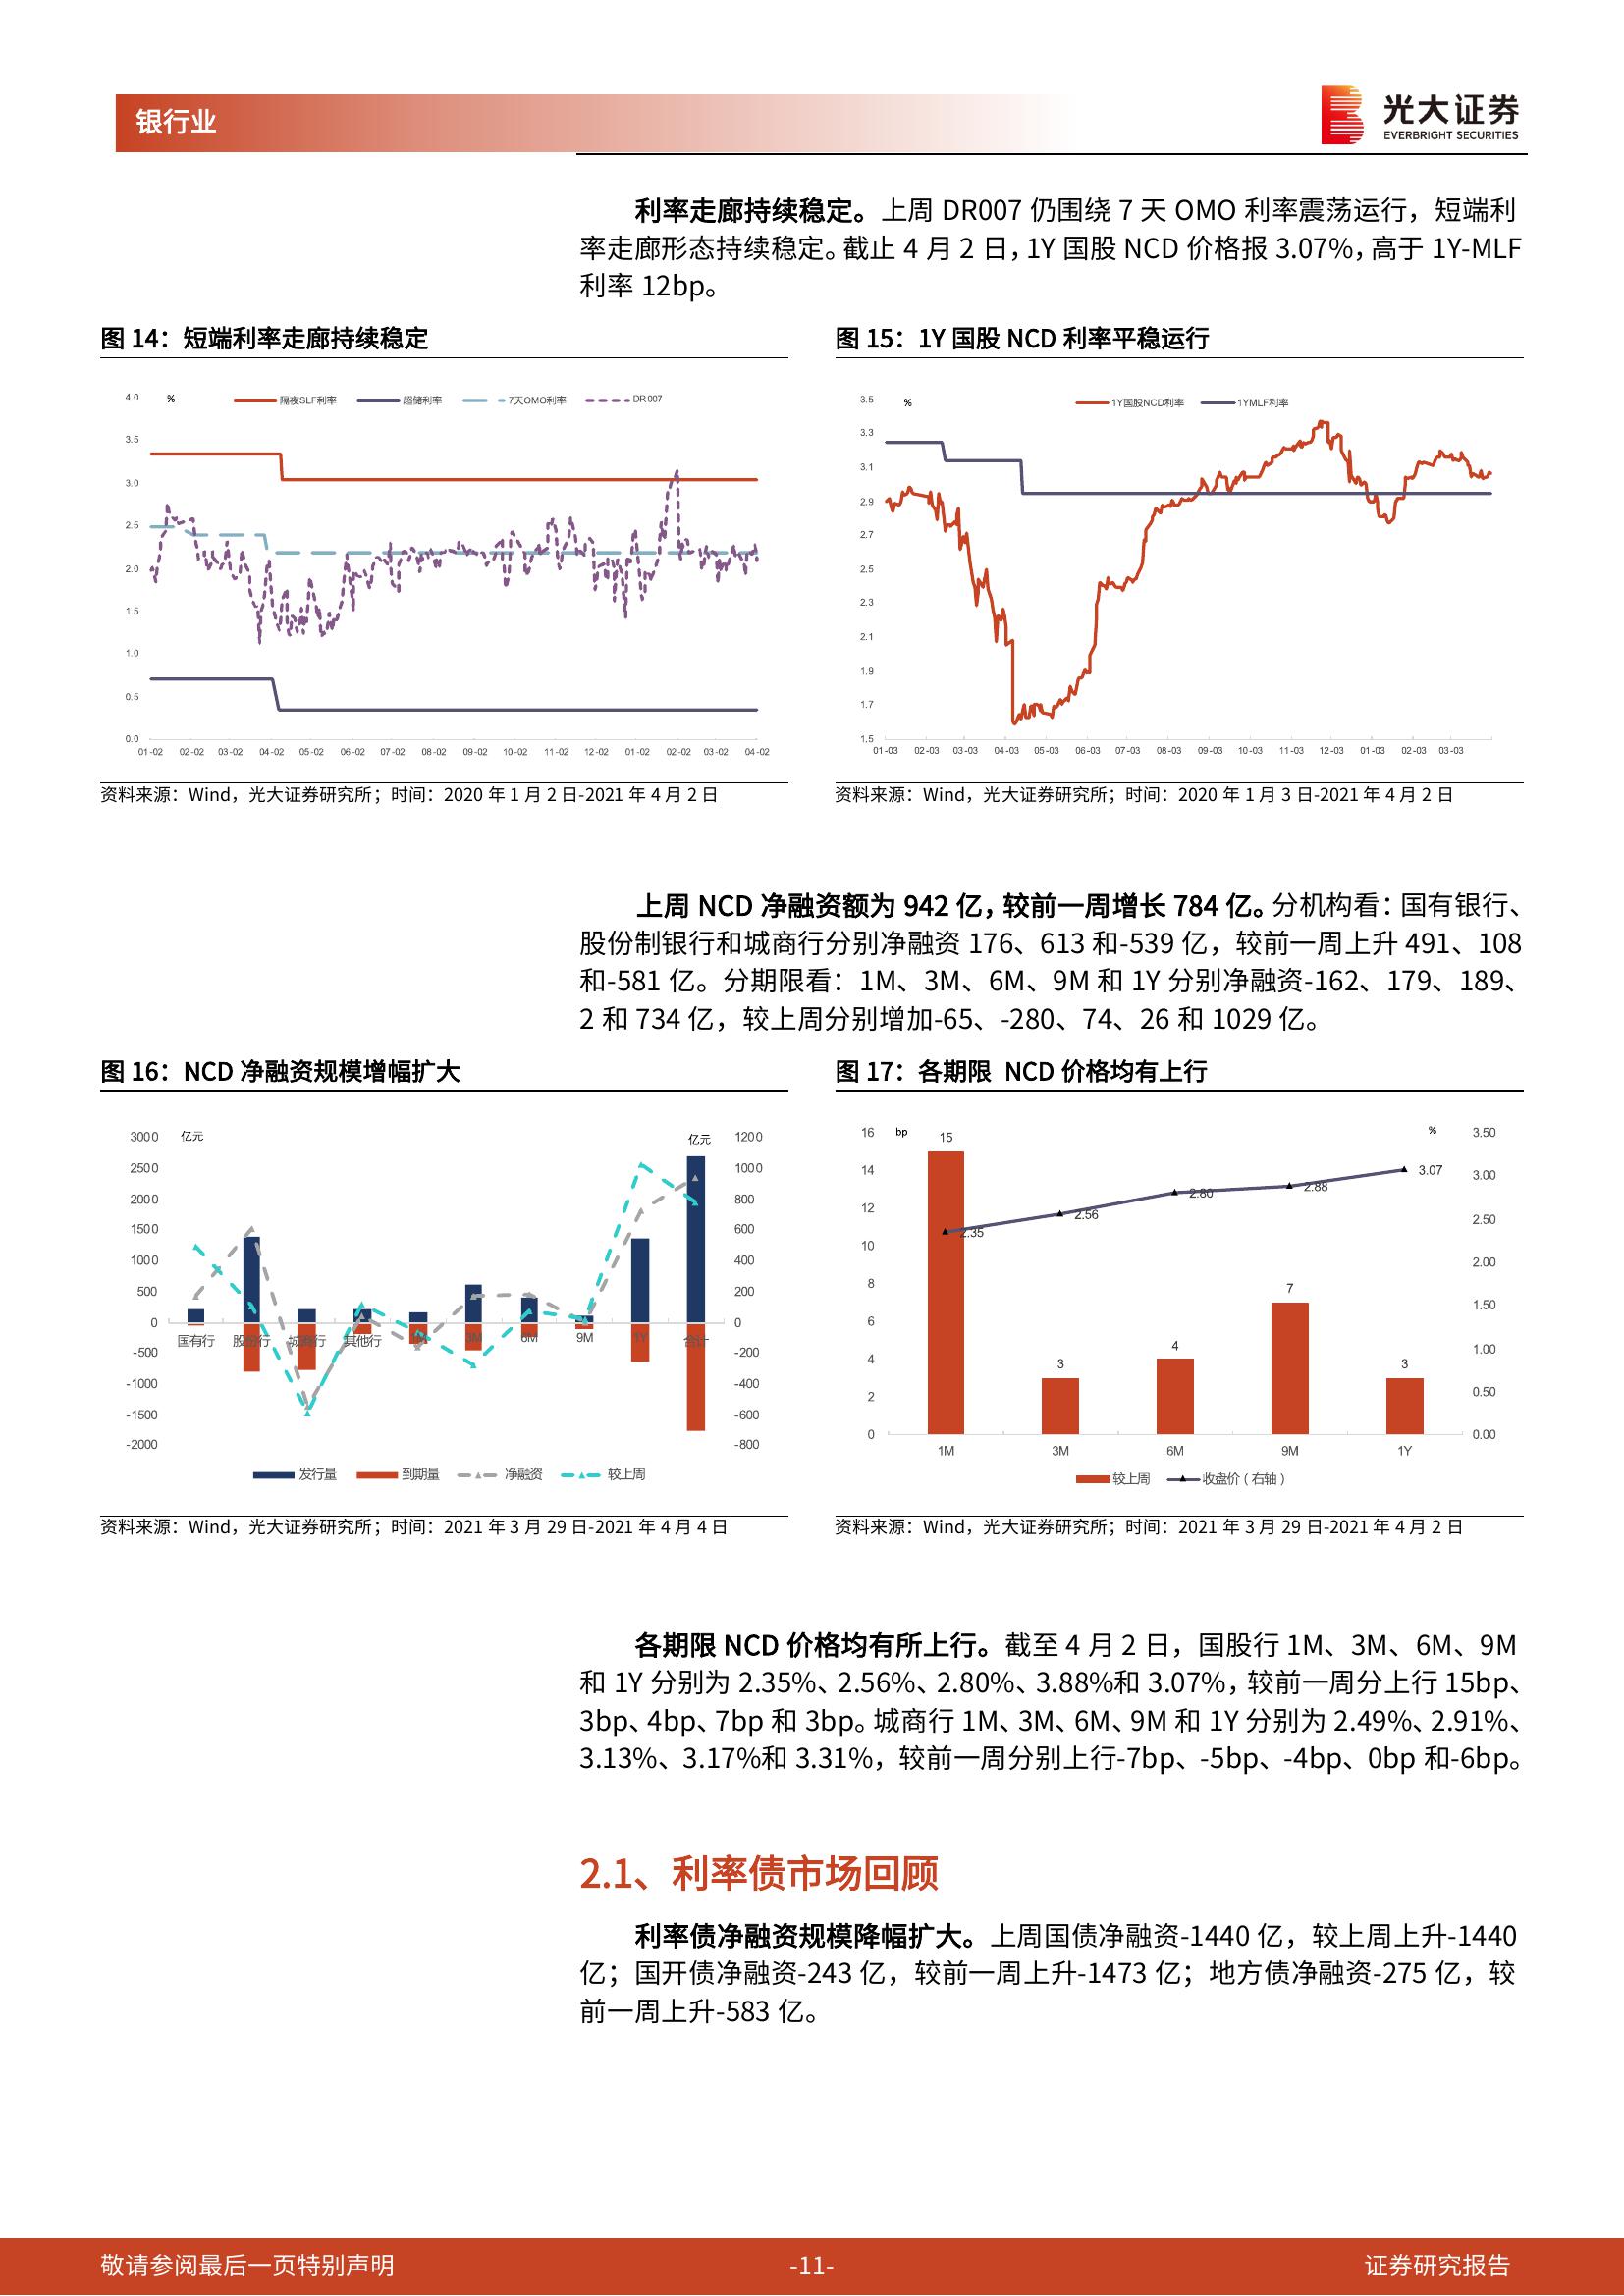 银行业
光大证券
EVERBRIGHT SECURITIES
利率走廊持续稳定。上周 DR007 仍围绕 7 天 OMO 利率震荡运行，短端利
率走廊形态持续稳定。截止 4 月 2 日，1Y 国股 NCD 价格报 3.07%，高于 1Y-MLF
利率 12bp。
图 14：短端利率走廊持续稳定
4.0 % 隔夜SLF利率 超储利率 7天OMO利率 DR007
3.5
3.0
2.5
2.0
1.5
1.0
0.5
0.0
01-02 02-02 03-02 04-02 05-02 06-02 07-02 08-02 09-02 10-02 11-02 12-02 01-02 02-02 03-02 04-02
资料来源：Wind，光大证券研究所；时间：2020 年 1 月 2 日-2021 年 4 月 2 日
图 15：1Y 国股 NCD 利率平稳运行
3.5 % 1Y国股NCD利率 1YMLF利率
3.3
3.1
2.9
2.7
2.5
2.3
2.1
1.9
1.7
1.5
01-03 02-03 03-03 04-03 05-03 06-03 07-03 08-03 09-03 10-03 11-03 12-03 01-03 02-03 03-03
资料来源：Wind，光大证券研究所；时间：2020 年 1 月 3 日-2021 年 4 月 2 日
上周 NCD 净融资额为 942 亿，较前一周增长 784 亿。分机构看：国有银行、
股份制银行和城商行分别净融资 176、613 和-539 亿，较前一周上升 491、108
和-581 亿。分期限看：1M、3M、6M、9M 和 1Y 分别净融资-162、179、189、
2 和 734 亿，较上周分别增加-65、-280、74、26 和 1029 亿。
图 16：NCD 净融资规模增幅扩大
3000 亿元 亿元 1200
2500 1000
2000 800
1500 600
1000 400
500 200
0 0
国有行 股份行 城商行 其他行 1M 3M 6M 9M 1Y 合计
-500 -200
-1000 -400
-1500 -600
-2000 -800
发行量 到期量 净融资 较上周
资料来源：Wind，光大证券研究所；时间：2021 年 3 月 29 日-2021 年 4 月 4 日
图 17：各期限 NCD 价格均有上行
16 bp 15 % 3.50
14 3.07 3.00
12 2.80 2.88
2.56 2.50
10 2.35 2.00
8
7
6 1.50
4 4 1.00
3 3
2 0.50
0 0.00
1M 3M 6M 9M 1Y
较上周 收盘价（右轴）
资料来源：Wind，光大证券研究所；时间：2021 年 3 月 29 日-2021 年 4 月 2 日
各期限 NCD 价格均有所上行。截至 4 月 2 日，国股行 1M、3M、6M、9M
和 1Y 分别为 2.35%、2.56%、2.80%、3.88%和 3.07%，较前一周分上行 15bp、
3bp、4bp、7bp 和 3bp。城商行 1M、3M、6M、9M 和 1Y 分别为 2.49%、2.91%、
3.13%、3.17%和 3.31%，较前一周分别上行-7bp、-5bp、-4bp、0bp 和-6bp。
2.1、利率债市场回顾
利率债净融资规模降幅扩大。上周国债净融资-1440 亿，较上周上升-1440
亿；国开债净融资-243 亿，较前一周上升-1473 亿；地方债净融资-275 亿，较
前一周上升-583 亿。
敬请参阅最后一页特别声明 -11- 证券研究报告